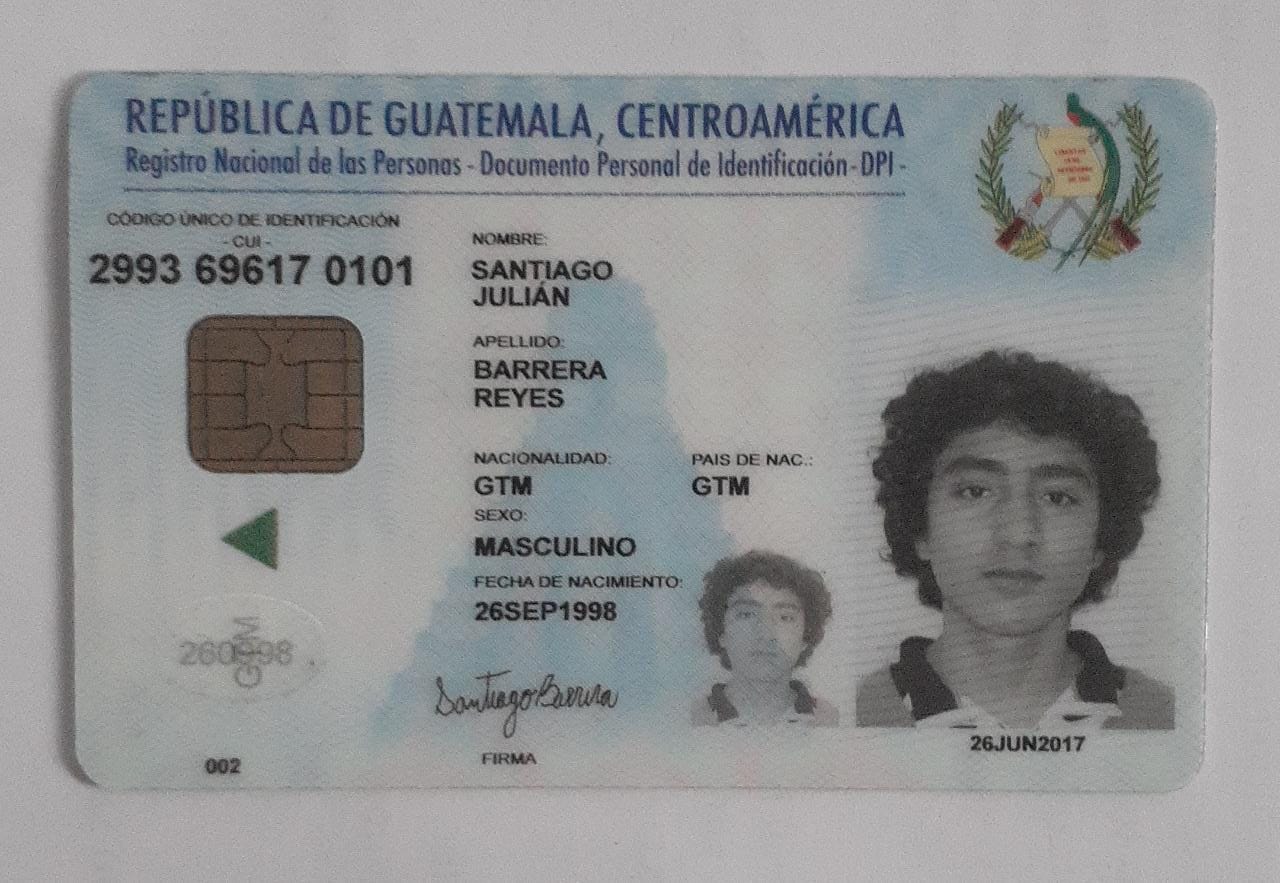 REPÚBLICA DE GUATEMALA, CENTROAMÉRICA
Registro Nacional de las Personas - Documento Personal de Identificación - DPI -
CÓDIGO ÚNICO DE IDENTIFICACIÓN
- CUI -
2993 69617 0101
NOMBRE:
SANTIAGO
JULIÁN
APELLIDO:
BARRERA
REYES
NACIONALIDAD:
GTM
PAIS DE NAC.:
GTM
SEXO:
MASCULINO
FECHA DE NACIMIENTO:
26SEP1998
260998
GTM
Santiago Barrera
FIRMA
002
26JUN2017